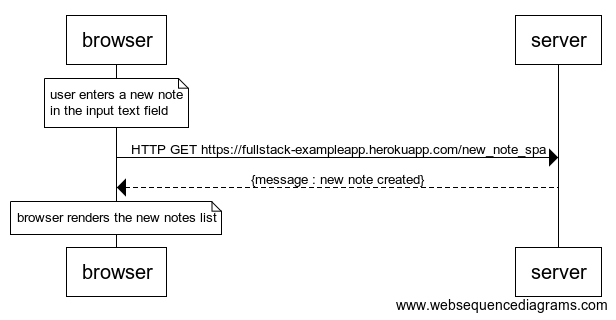 browser
server
user enters a new note
in the input text field
HTTP GET https://fullstack-exampleapp.herokuapp.com/new_note_spa
{message : new note created}
browser renders the new notes list
browser
server
www.websequencediagrams.com